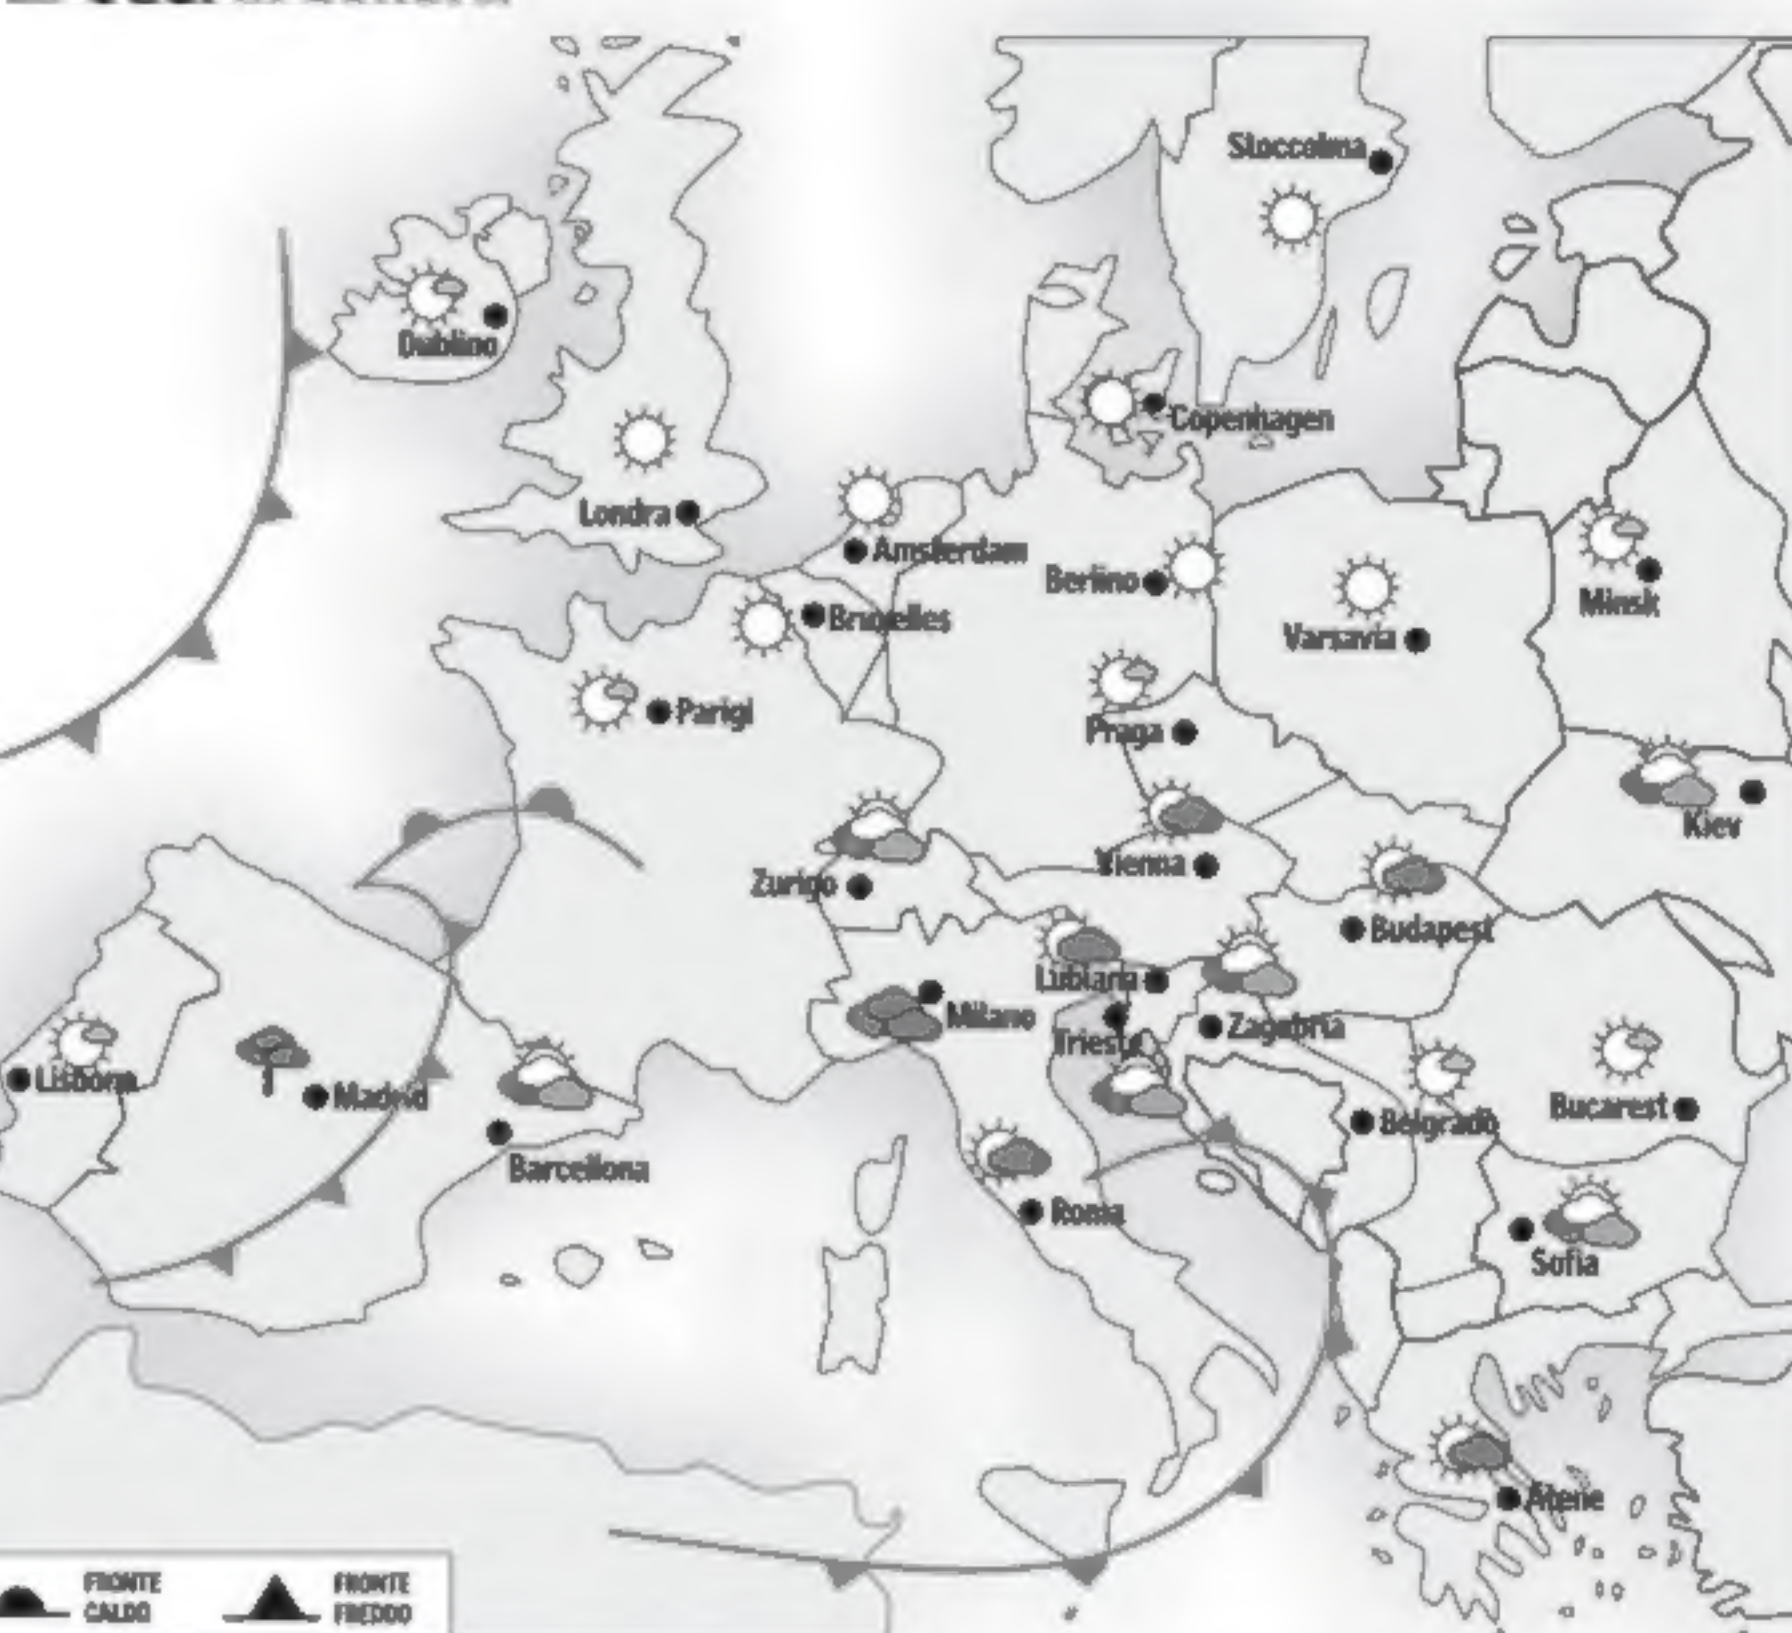 Stoccolma
Dublino
Copenhagen
Londra
Amsterdam
Berlino
Minsk
Bruxelles
Varsavia
Parigi
Praga
Kiev
Vienna
Zurigo
Budapest
Lubiana
Milano
Zagabria
Trieste
Lisbona
Madrid
Bucarest
Belgrado
Barcellona
Roma
Sofia
Atene
FRONTE CALDO
FRONTE FREDDO